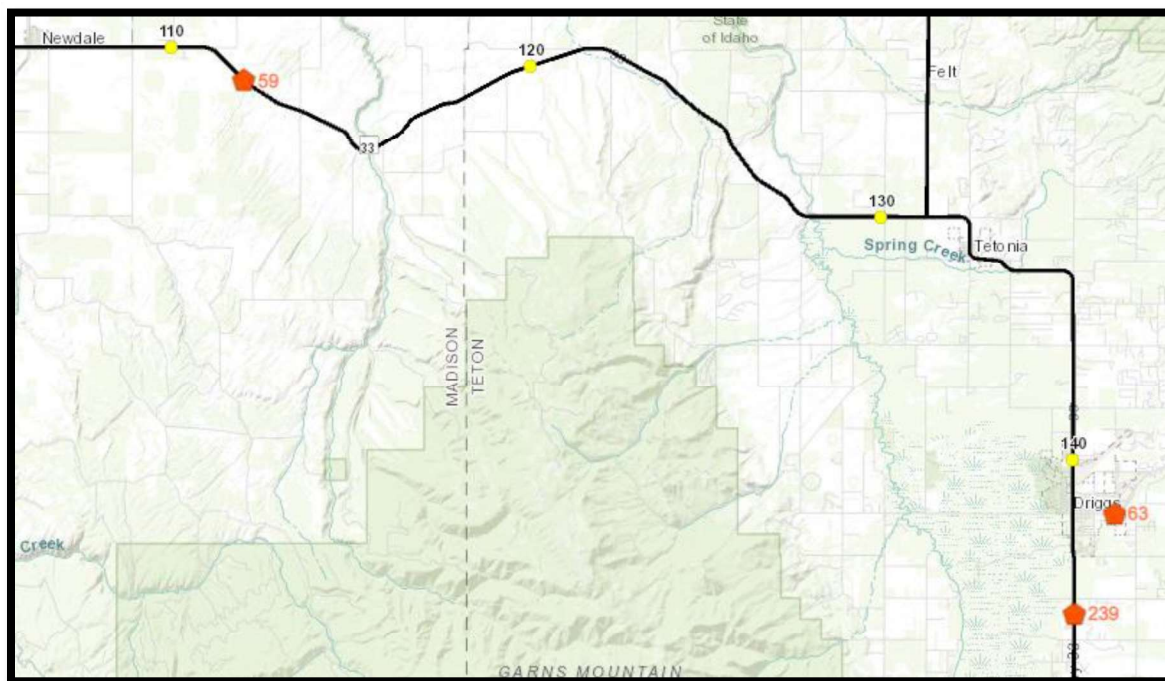 110
Newdale
59
33
120
State
of Idaho
Felt
130
Spring Creek
Tetonia
MADISON
TETON
140
Driggs
63
Creek
239
GARNS MOUNTAIN